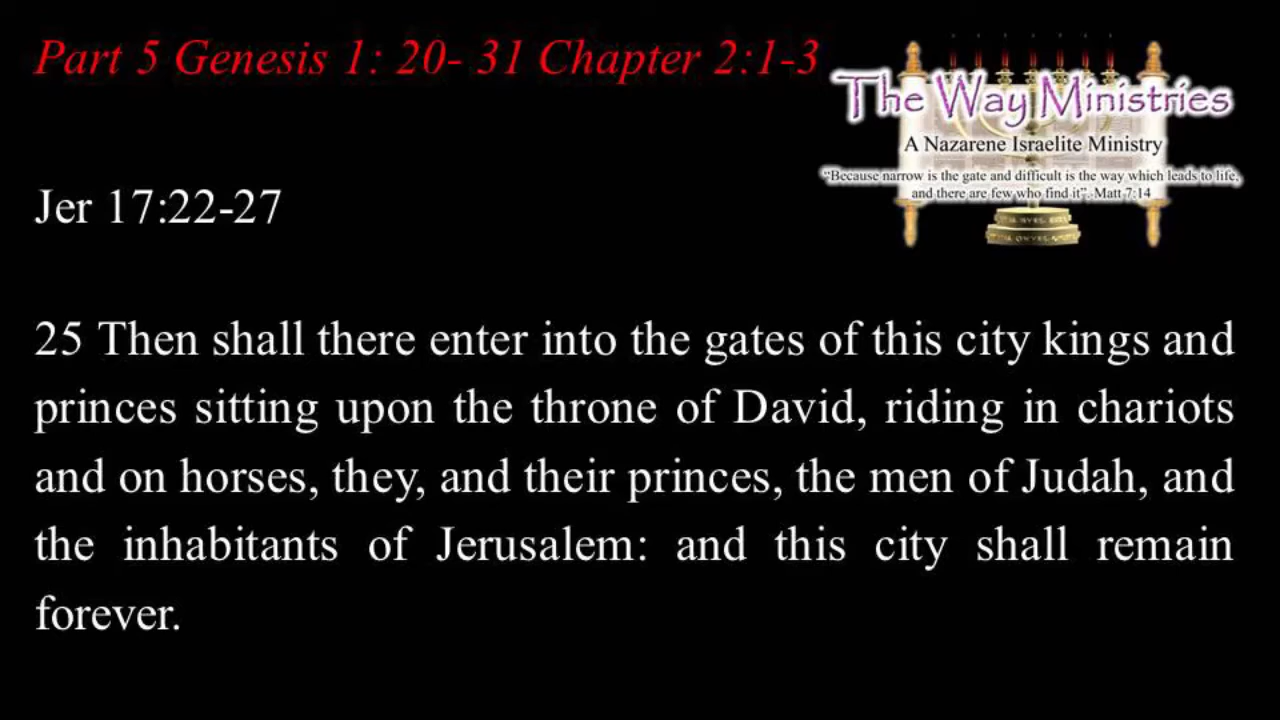 Part 5 Genesis 1: 20- 31 Chapter 2:1-3
The Way Ministries
A Nazarene Israelite Ministry
“Because narrow is the gate and difficult is the way which leads to life,
and there are few who find it”. Matt 7:14
Jer 17:22-27
25 Then shall there enter into the gates of this city kings and
princes sitting upon the throne of David, riding in chariots
and on horses, they, and their princes, the men of Judah, and
the inhabitants of Jerusalem: and this city shall remain
forever.